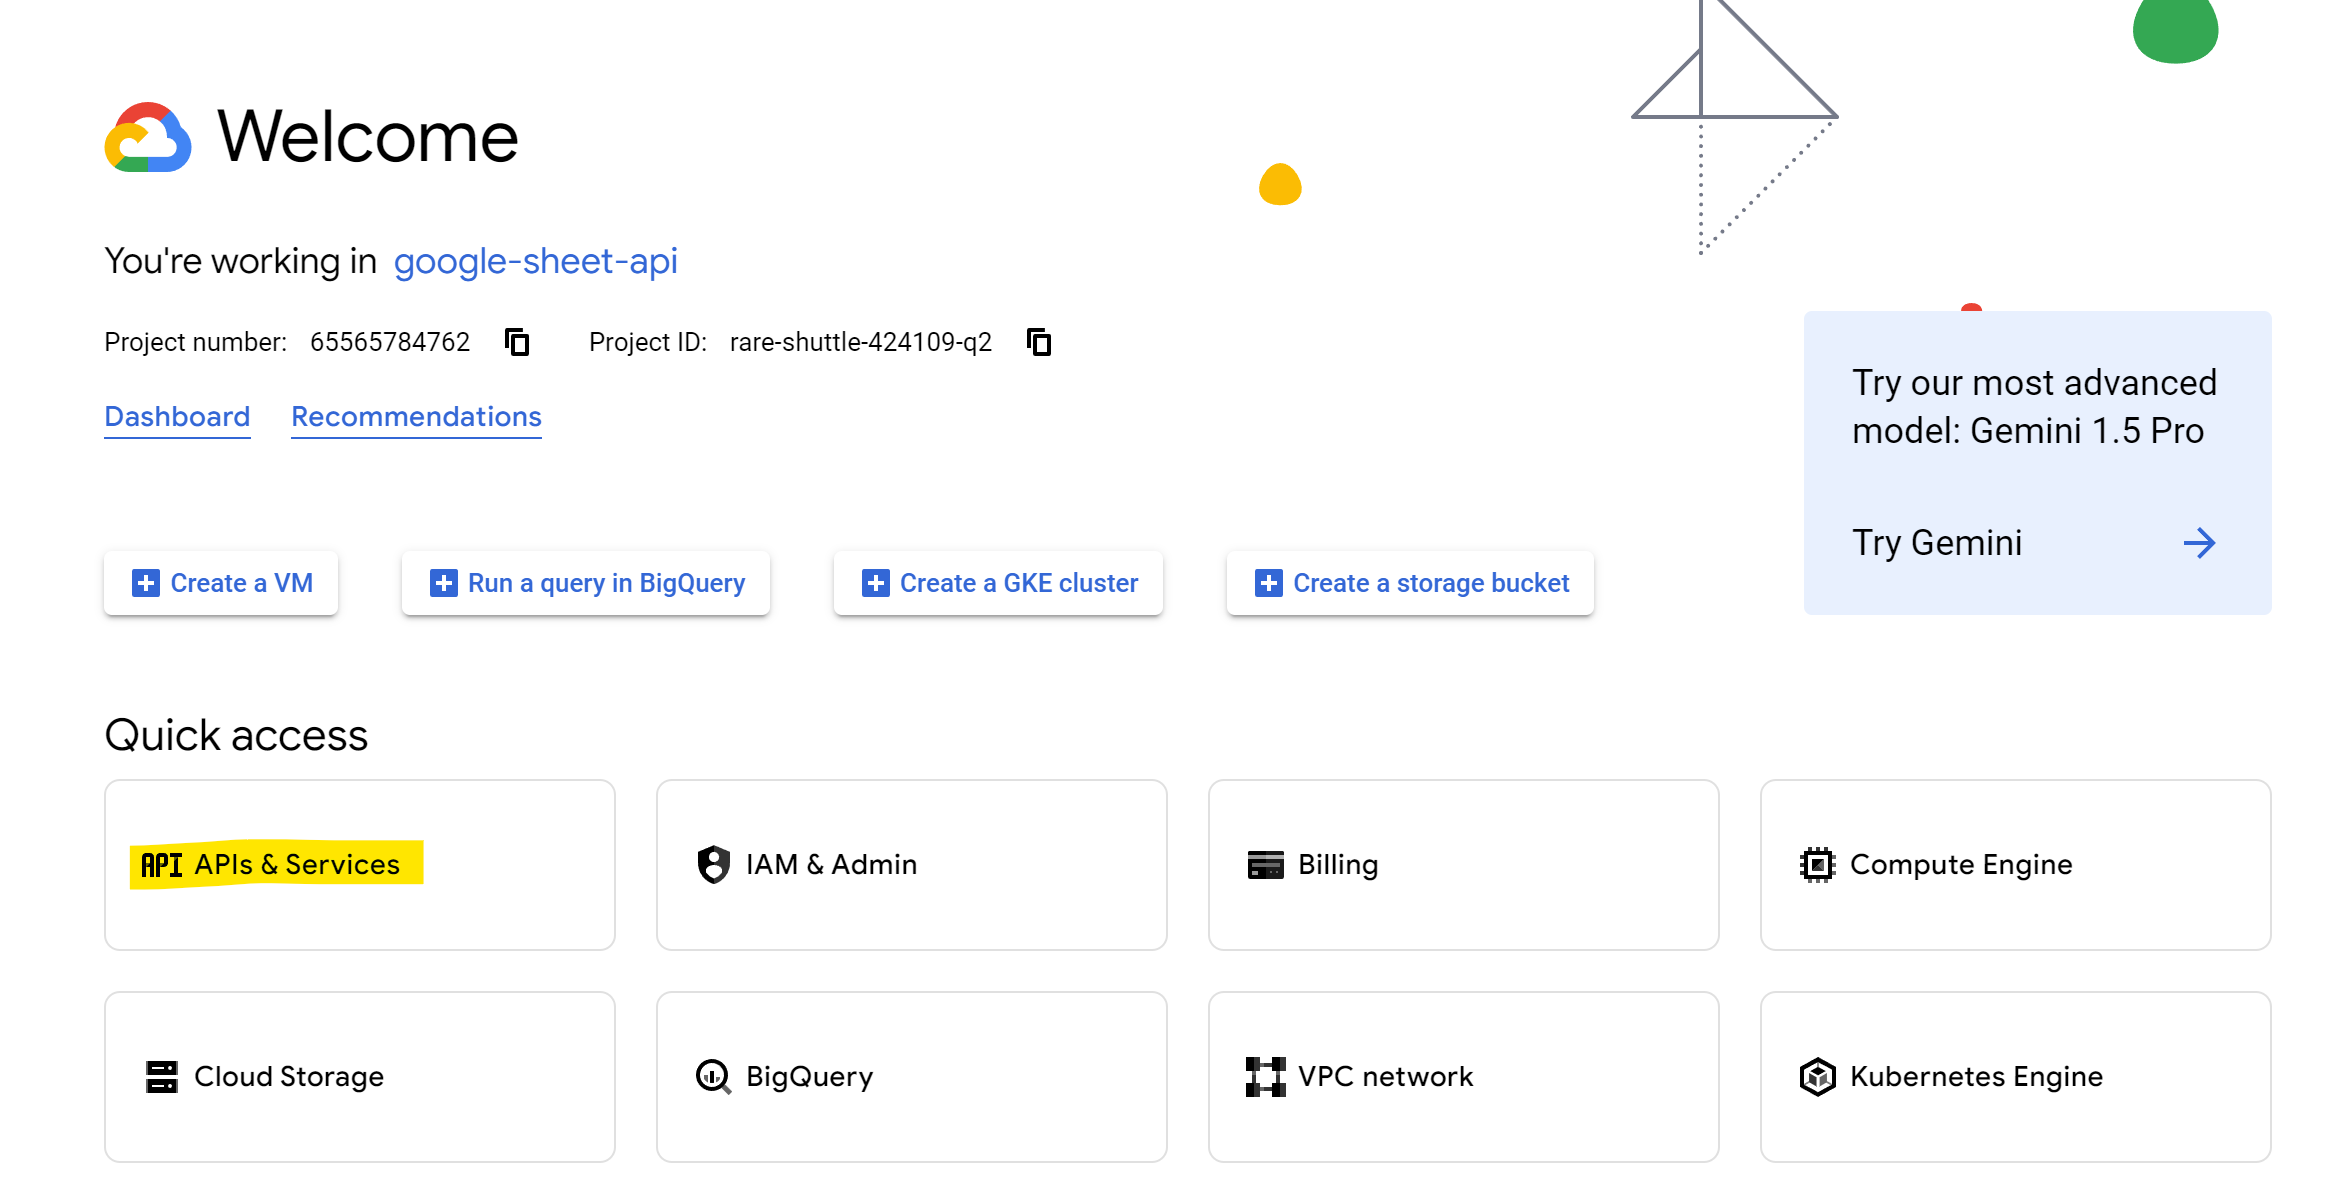 Welcome
You're working in google-sheet-api
Project number: 65565784762 Project ID: rare-shuttle-424109-q2
Dashboard Recommendations
Try our most advanced
model: Gemini 1.5 Pro
Try Gemini
Create a VM Run a query in BigQuery Create a GKE cluster Create a storage bucket
Quick access
API APIs & Services IAM & Admin Billing Compute Engine
Cloud Storage BigQuery VPC network Kubernetes Engine